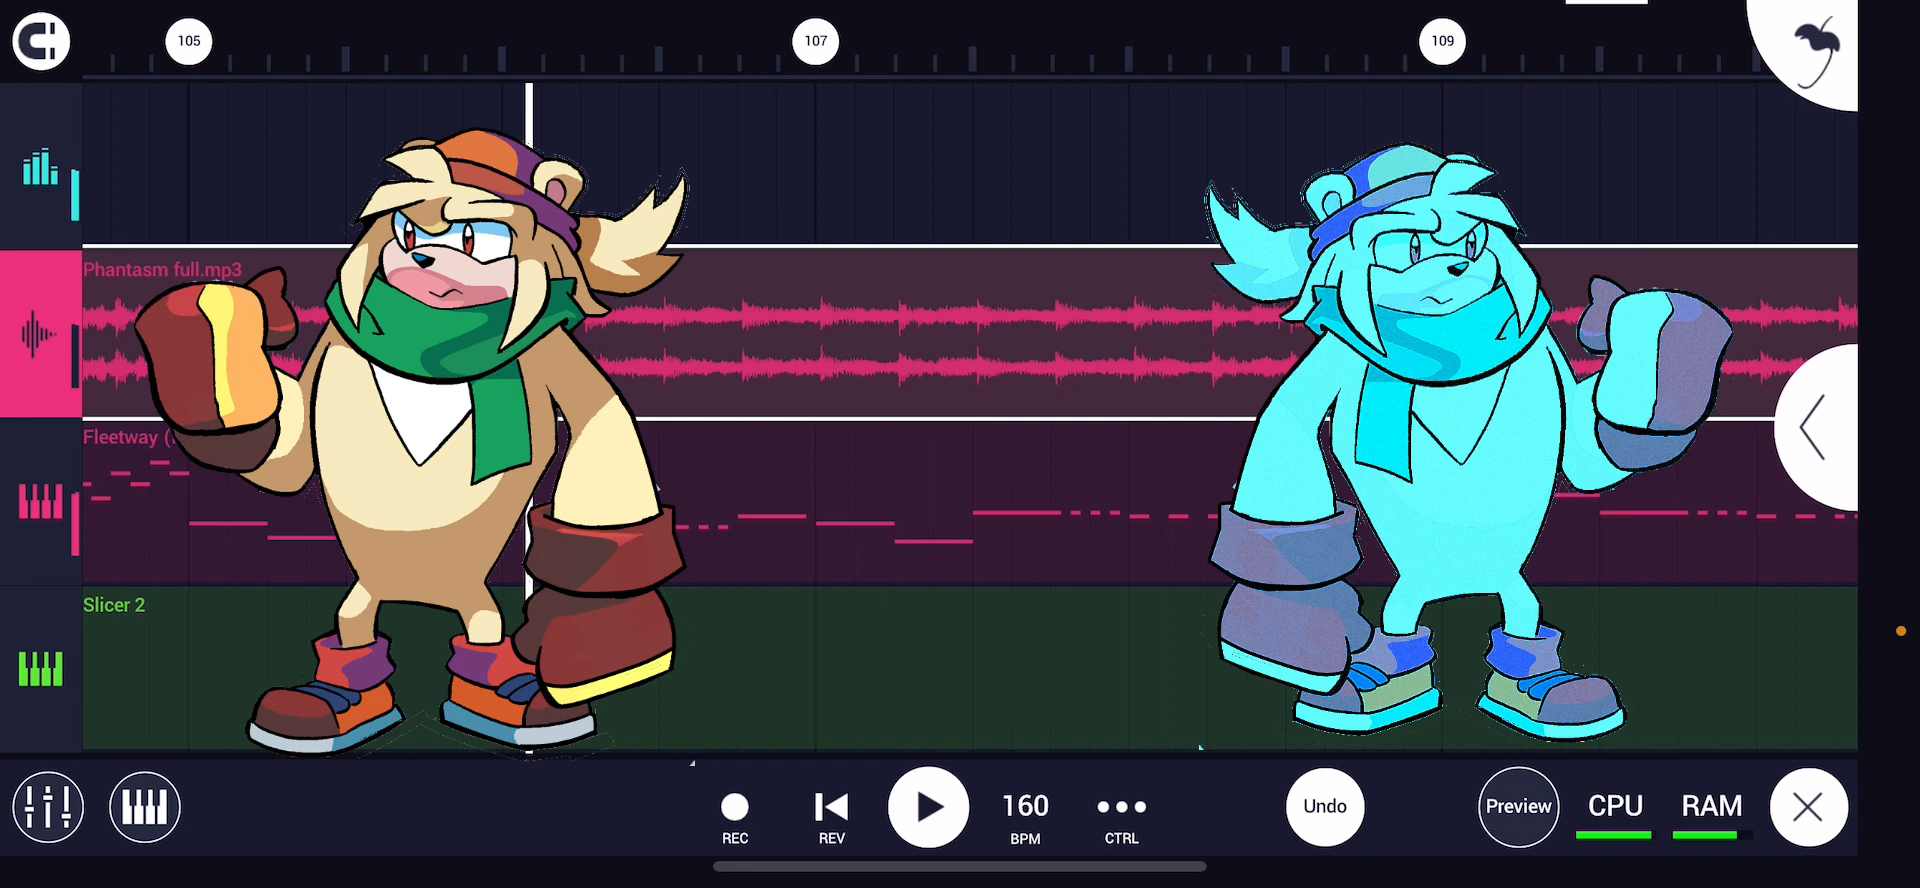 105
107
109
Phantasm full.mp3
Fleetway
Slicer 2
REC
REV
160
BPM
CTRL
Undo
Preview
CPU
RAM